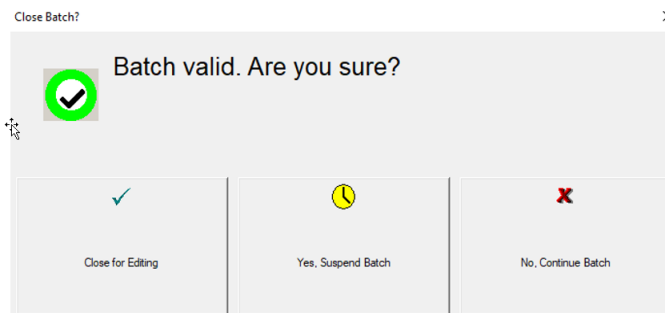 Close Batch?
Batch valid. Are you sure?
Close for Editing
Yes, Suspend Batch
No, Continue Batch